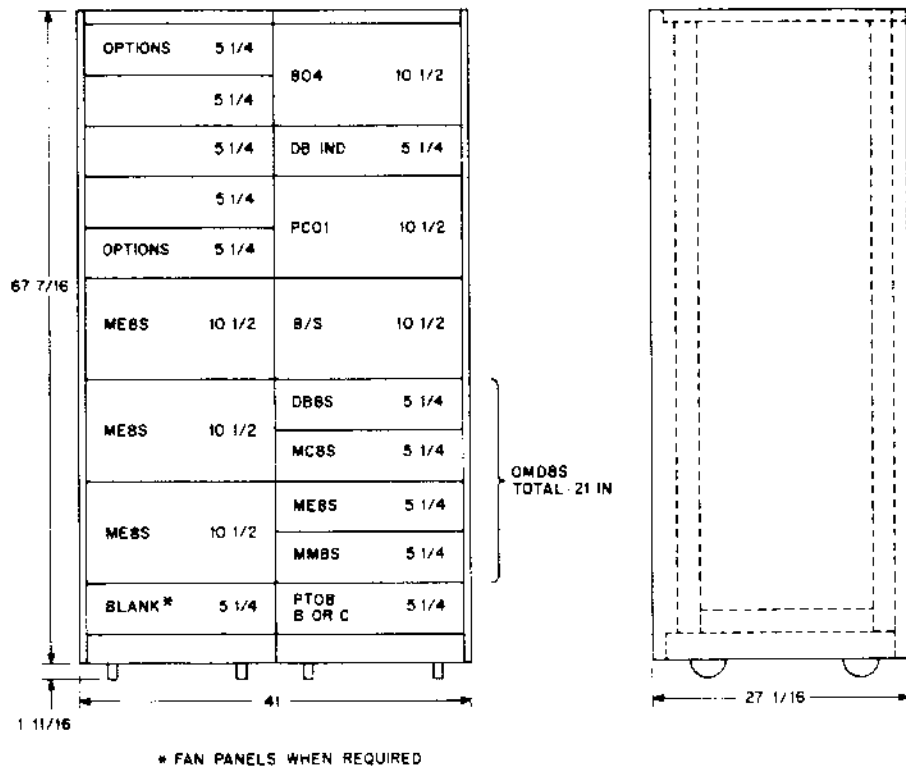 OPTIONS 5 1/4
5 1/4
5 1/4
5 1/4
OPTIONS 5 1/4
ME8S 10 1/2
ME8S 10 1/2
ME8S 10 1/2
BLANK* 5 1/4
804 10 1/2
DB IND 5 1/4
PC01 10 1/2
8/S 10 1/2
DB8S 5 1/4
MC8S 5 1/4
ME8S 5 1/4
MM8S 5 1/4
PT08
B OR C 5 1/4
OMD8S
TOTAL-21 IN
67 7/16
1 11/16
41
27 1/16
* FAN PANELS WHEN REQUIRED